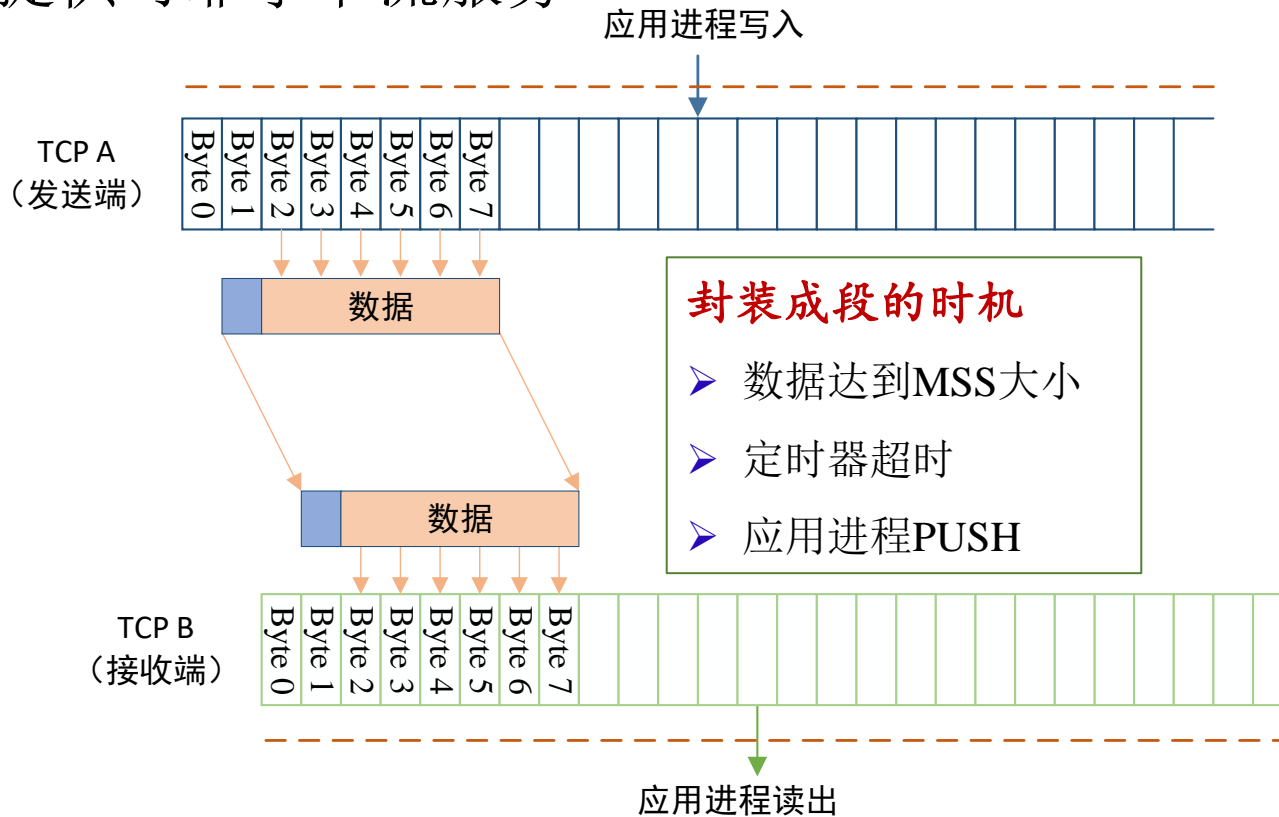 应用进程写入
TCP A
（发送端）
Byte 0
Byte 1
Byte 2
Byte 3
Byte 4
Byte 5
Byte 6
Byte 7
数据
封装成段的时机
数据达到MSS大小
定时器超时
应用进程PUSH
数据
TCP B
（接收端）
Byte 0
Byte 1
Byte 2
Byte 3
Byte 4
Byte 5
Byte 6
Byte 7
应用进程读出